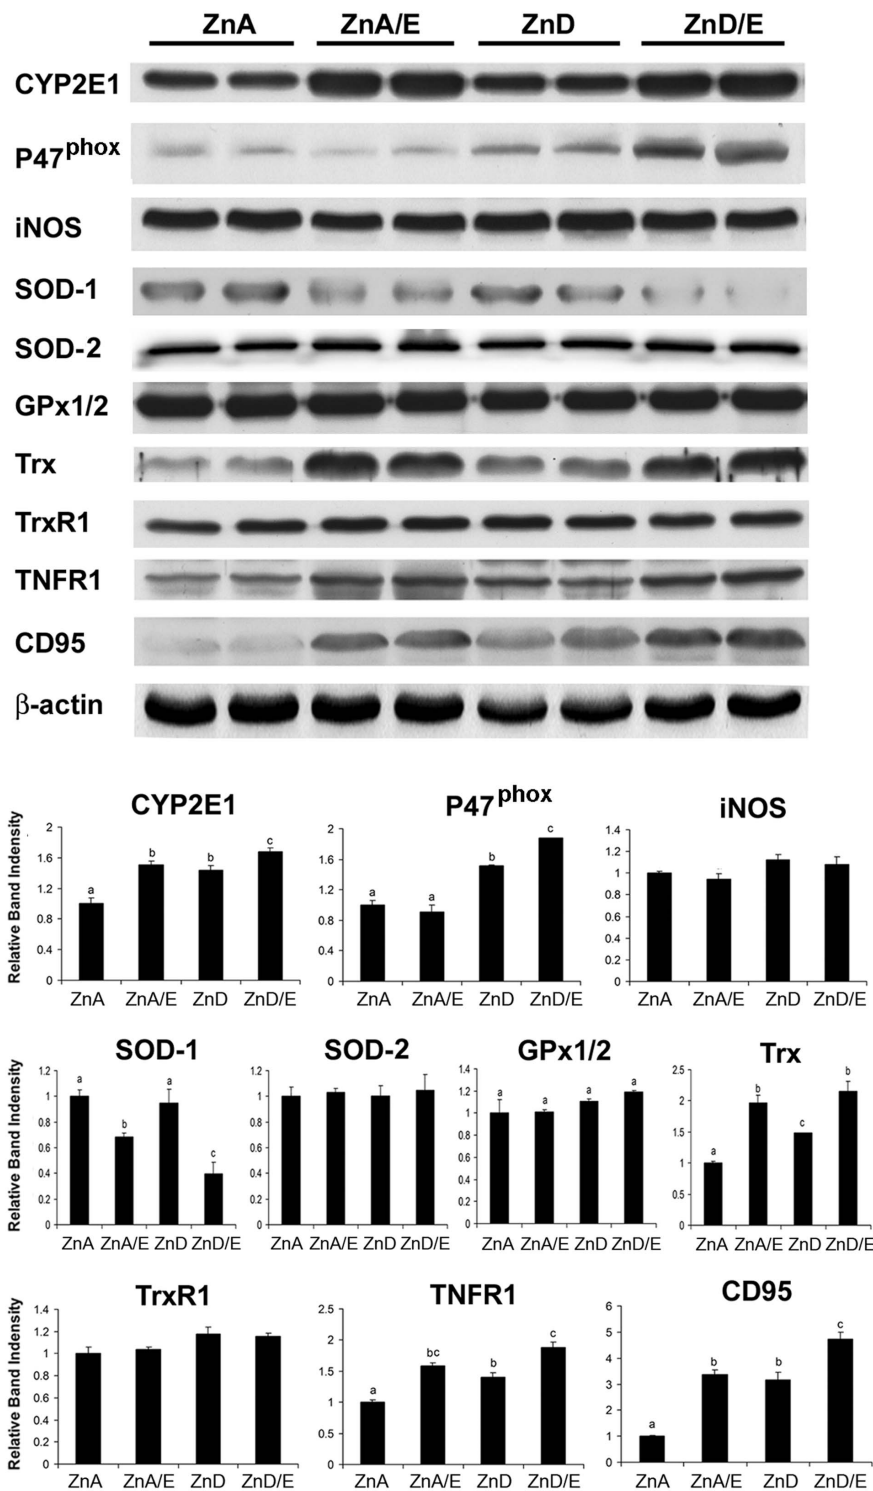 ZnA ZnA/E ZnD ZnD/E
CYP2E1
P47phox
iNOS
SOD-1
SOD-2
GPx1/2
Trx
TrxR1
TNFR1
CD95
β-actin
CYP2E1 P47phox iNOS
Relative Band Indensity
2
1.6
1.2
0.8
0.4
0
a b b c
ZnA ZnA/E ZnD ZnD/E
2
1.6
1.2
0.8
0.4
0
a a b c
ZnA ZnA/E ZnD ZnD/E
1.4
1.2
1
0.8
0.6
0.4
0.2
0
ZnA ZnA/E ZnD ZnD/E
SOD-1 SOD-2 GPx1/2 Trx
Relative Band Indensity
1.2
1
0.8
0.6
0.4
0.2
0
a b a c
ZnA ZnA/E ZnD ZnD/E
1.2
1
0.8
0.6
0.4
0.2
0
ZnA ZnA/E ZnD ZnD/E
1.4
1.2
1
0.8
0.6
0.4
0.2
0
a a a a
ZnA ZnA/E ZnD ZnD/E
2.5
2
1.5
1
0.5
0
a b c b
ZnA ZnA/E ZnD ZnD/E
TrxR1 TNFR1 CD95
Relative Band Indensity
1.4
1.2
1
0.8
0.6
0.4
0.2
0
ZnA ZnA/E ZnD ZnD/E
2.5
2
1.5
1
0.5
0
a bc b c
ZnA ZnA/E ZnD ZnD/E
6
5
4
3
2
1
0
a b b c
ZnA ZnA/E ZnD ZnD/E